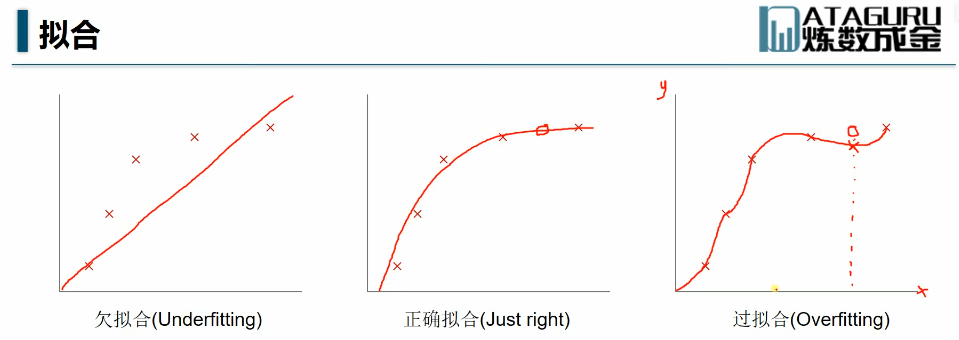 拟合
DATAGURU
炼数成金
y
欠拟合(Underfitting)
正确拟合(Just right)
过拟合(Overfitting)
x